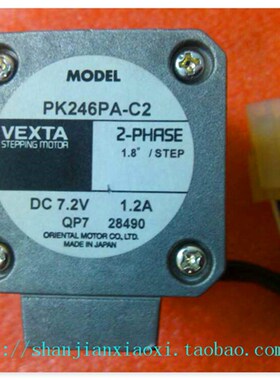 MODEL
PK246PA-C2
VEXTA
STEPPING MOTOR
2-PHASE
1.8° / STEP
DC 7.2V 1.2A
QP7 28490
ORIENTAL MOTOR CO.,LTD.
MADE IN JAPAN
http://shanjianxiaoxi.taobao.com